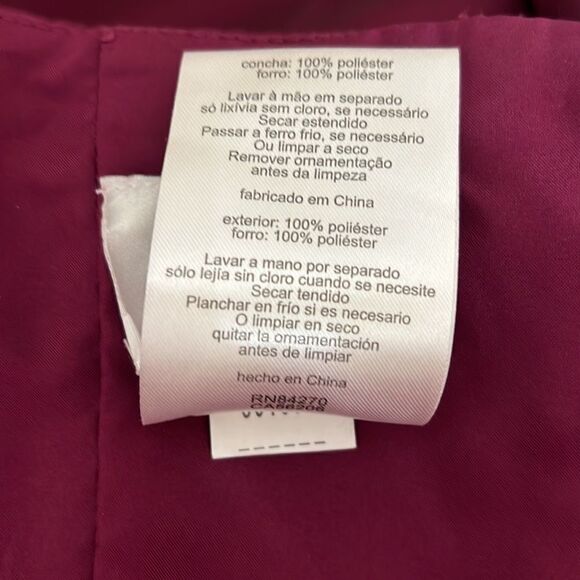 concha: 100% poliéster
forro: 100% poliéster
Lavar à mão em separado
só lixívia sem cloro, se necessário
Secar estendido
Passar a ferro frio, se necessário
Ou limpar a seco
Remover ornamentação
antes da limpeza
fabricado em China
exterior: 100% poliéster
forro: 100% poliéster
Lavar a mano por separado
sólo lejía sin cloro cuando se necesite
Secar tendido
Planchar en frío si es necesario
O limpiar en seco
quitar la ornamentación
antes de limpiar
hecho en China
RN84270
CA56206